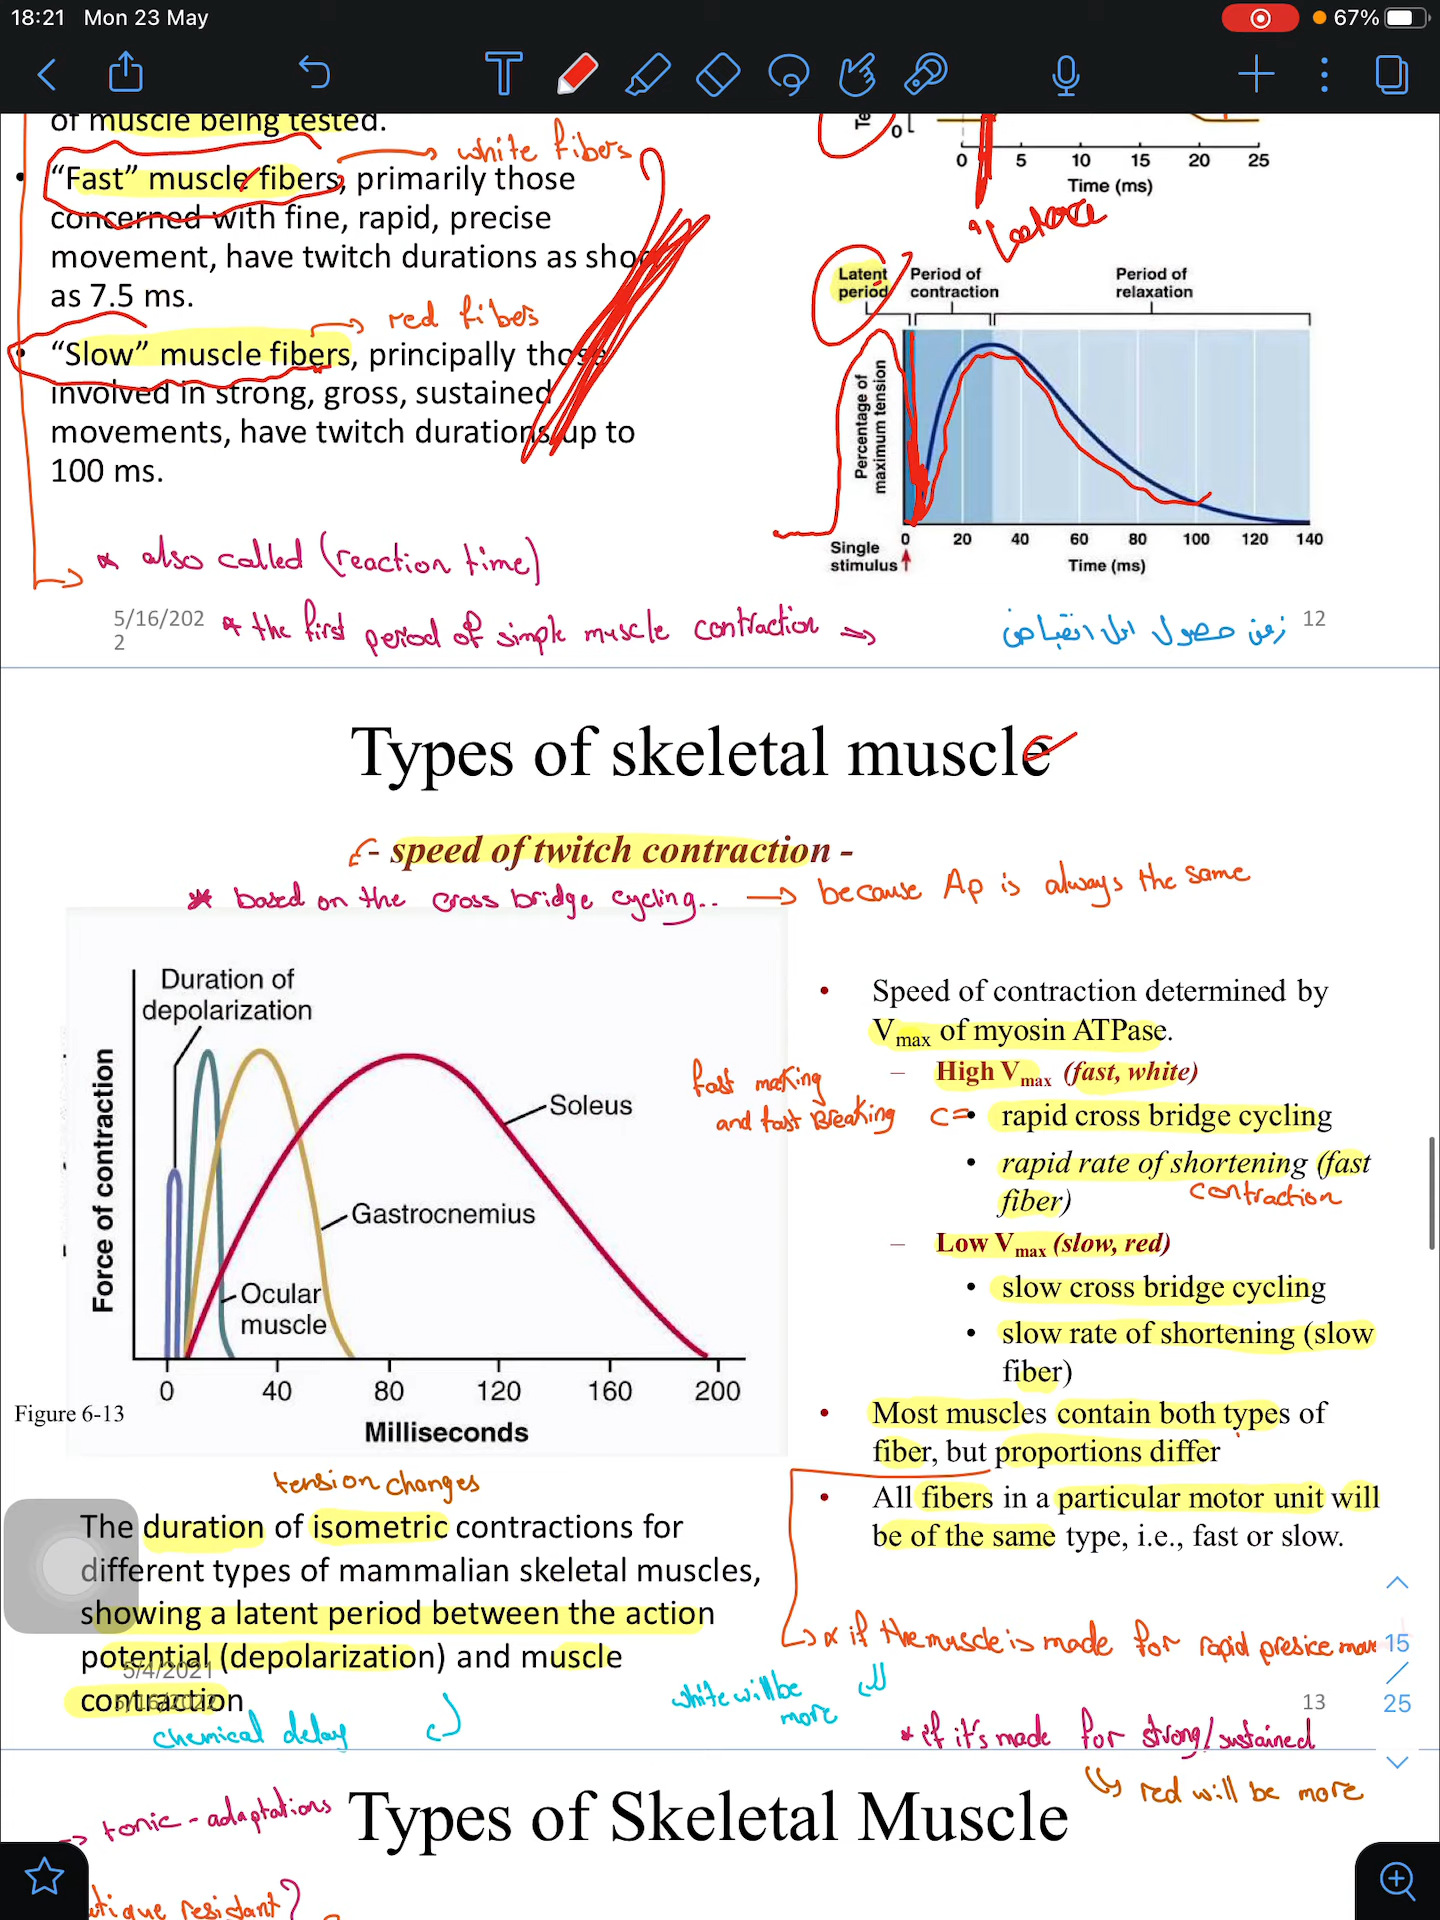 18:21 Mon 23 May
67%
of muscle being tested.
→ white fibers
• “Fast” muscle fibers, primarily those
concerned with fine, rapid, precise
movement, have twitch durations as
as 7.5 ms.
→ red fibers
• “Slow” muscle fibers, principally those
involved in strong, gross, sustained
movements, have twitch durations up to
100 ms.
* also called (reaction time)
5/16/202
2
* the first period of simple muscle contraction ⇒
زمن حصول ال انقباض
12
Te
0
0 5 10 15 20 25
Time (ms)
Latent
period
Period of
contraction
Period of
relaxation
Percentage of
maximum tension
0 20 40 60 80 100 120 140
Single
stimulus
Time (ms)
Types of skeletal muscle
- speed of twitch contraction -
* based on the cross bridge cycling.. → because Ap is always the same
Duration of
depolarization
Force of contraction
Soleus
Gastrocnemius
Ocular
muscle
0 40 80 120 160 200
Milliseconds
Figure 6-13
tension changes
The duration of isometric contractions for
different types of mammalian skeletal muscles,
showing a latent period between the action
potential (depolarization) and muscle
contraction
5/4/2021
5/16/2022
chemical delay
• Speed of contraction determined by
Vmax of myosin ATPase.
– High Vmax (fast, white)
fast making
and fast Breaking
• rapid cross bridge cycling
• rapid rate of shortening (fast
fiber)
contraction
– Low Vmax (slow, red)
• slow cross bridge cycling
• slow rate of shortening (slow
fiber)
• Most muscles contain both types of
fiber, but proportions differ
• All fibers in a particular motor unit will
be of the same type, i.e., fast or slow.
* if the muscle is made for rapid presice
white will be
more
15
/
25
13
* if it's made for strong/sustained
red will be more
→ tonic - adaptations
Types of Skeletal Muscle
resistant?